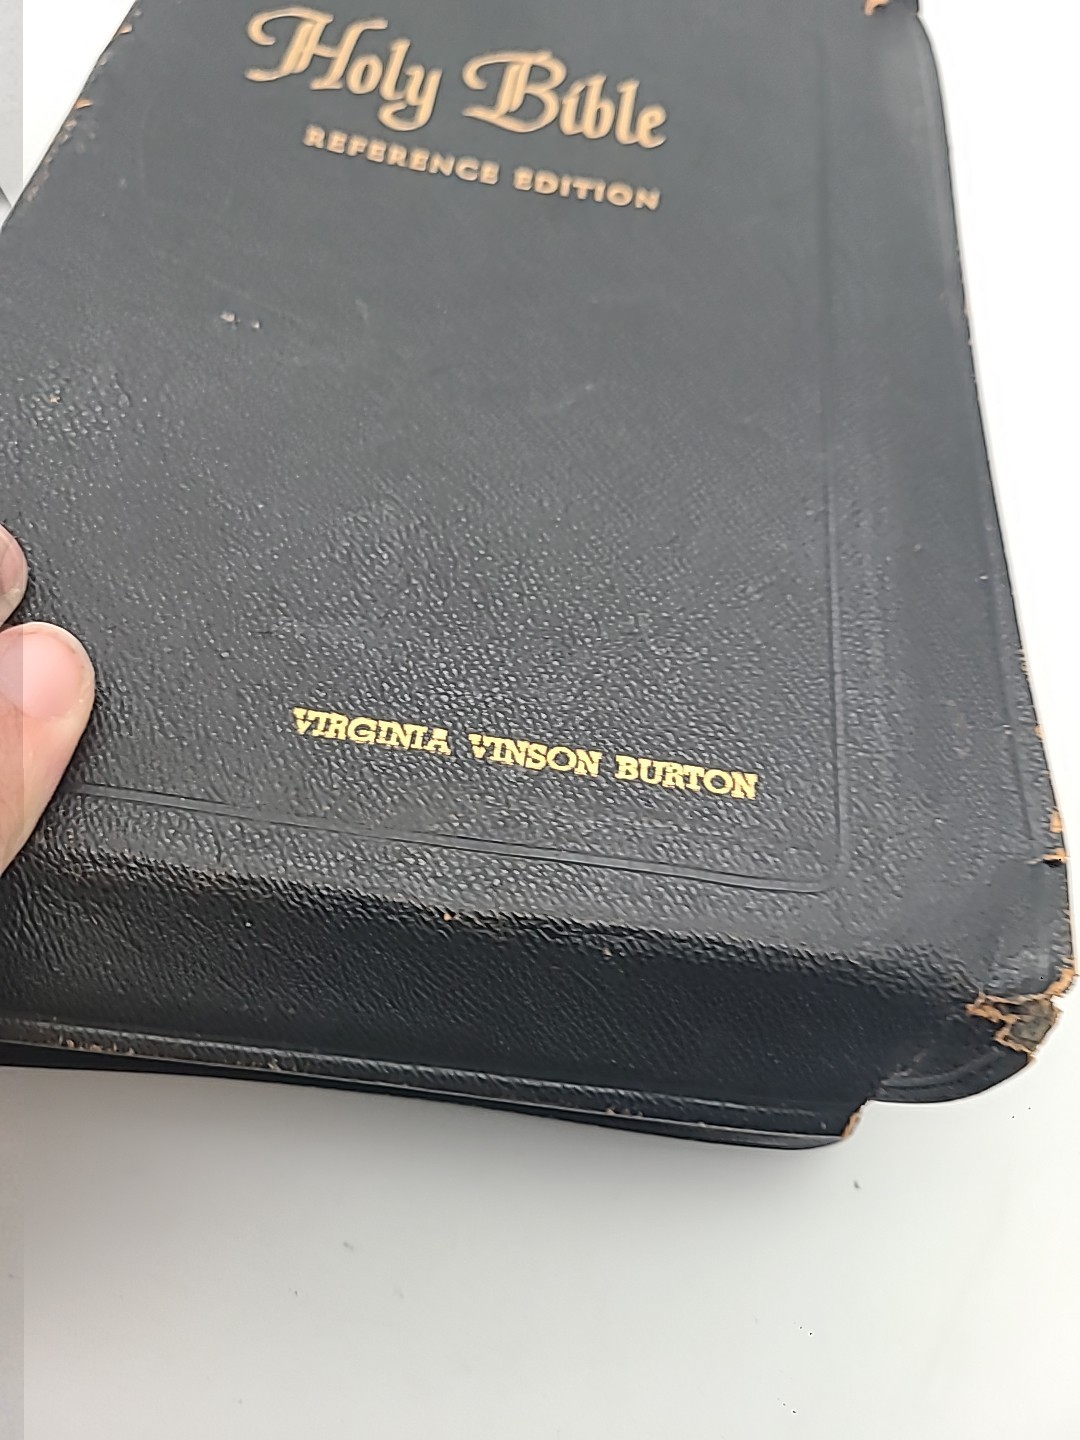 Holy Bible
REFERENCE EDITION
VIRGINIA VINSON BURTON